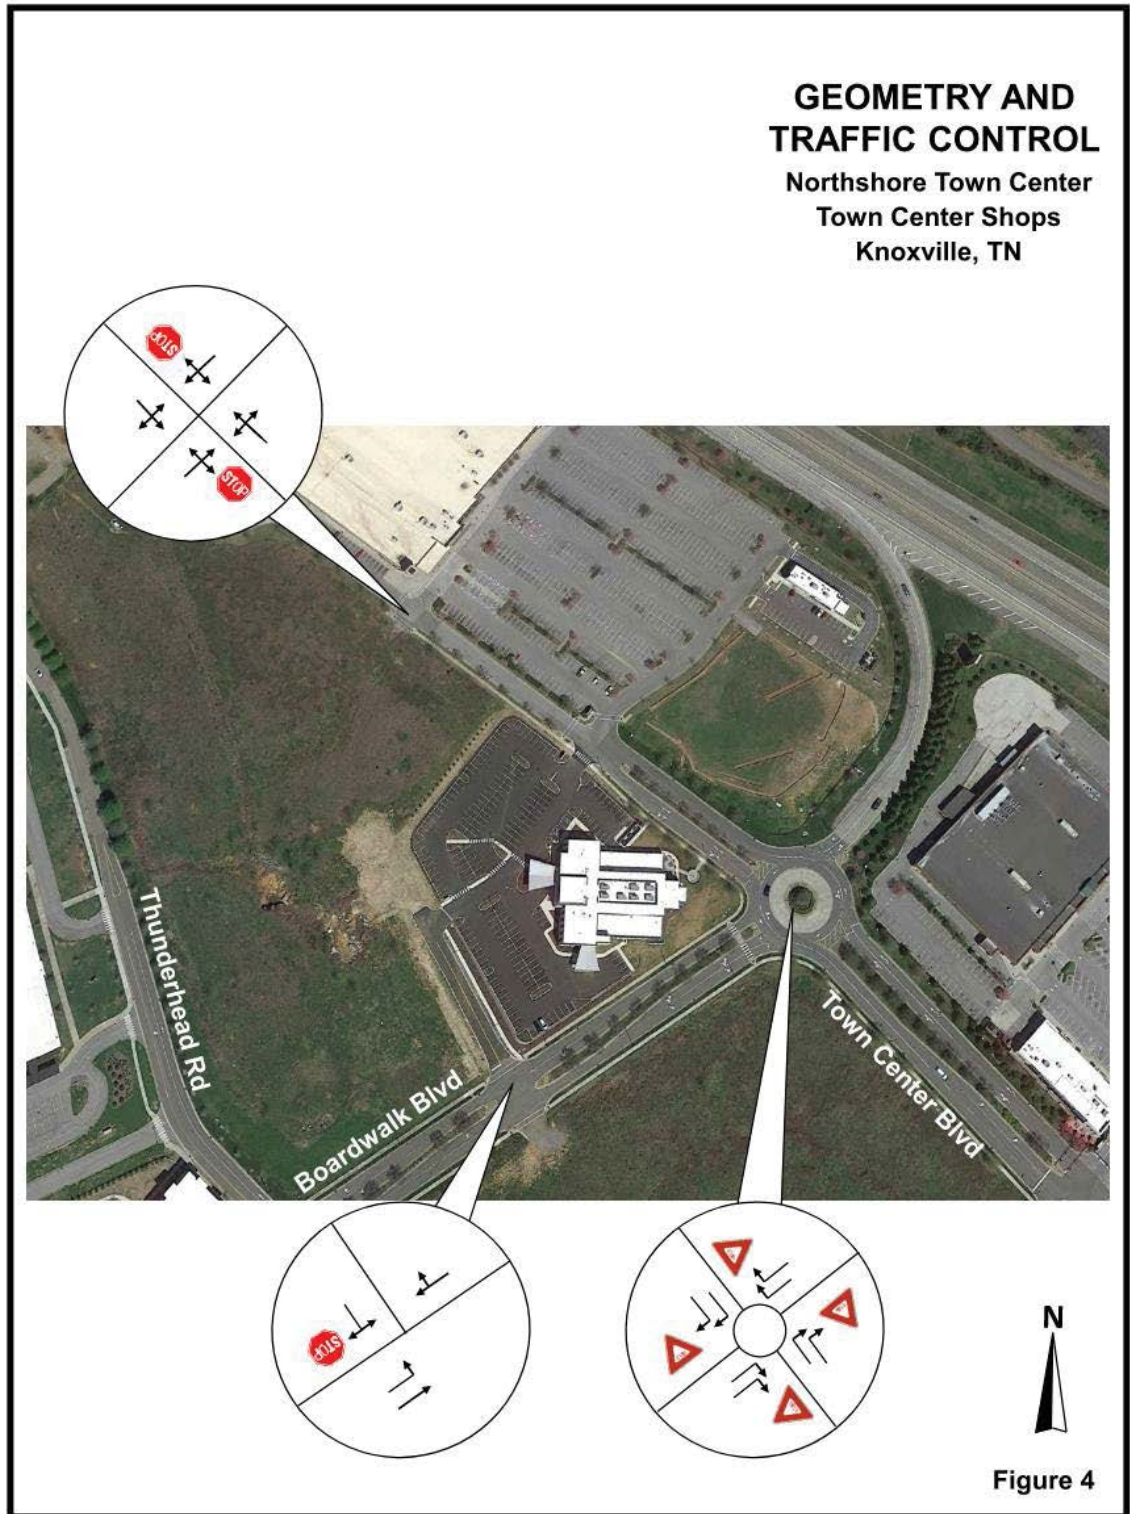 GEOMETRY AND
TRAFFIC CONTROL
Northshore Town Center
Town Center Shops
Knoxville, TN
STOP
STOP
Thunderhead Rd
Boardwalk Blvd
Town Center Blvd
STOP
N
Figure 4